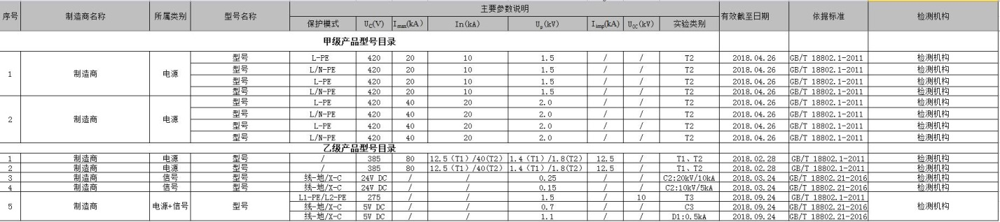 序号 制造商名称 所属类别 型号名称 主要参数说明 有效截至日期 依据标准 检测机构
保护模式 UC(V) Imax(kA) In(kA) Up(kV) Iimp(kA) UOC(kV) 实验类别
甲级产品型号目录
1 制造商 电源 型号 L-PE 420 20 10 1.5 / / T2 2018.04.26 GB/T 18802.1-2011 检测机构
型号 L/N-PE 420 20 10 1.5 / / T2 2018.04.26 GB/T 18802.1-2011 检测机构
型号 L-PE 420 20 10 1.5 / / T2 2018.04.26 GB/T 18802.1-2011 检测机构
型号 L/N-PE 420 20 10 1.5 / / T2 2018.04.26 GB/T 18802.1-2011 检测机构
2 制造商 电源 型号 L-PE 420 40 20 2.0 / / T2 2018.04.26 GB/T 18802.1-2011 检测机构
型号 L/N-PE 420 40 20 2.0 / / T2 2018.04.26 GB/T 18802.1-2011 检测机构
型号 L-PE 420 40 20 2.0 / / T2 2018.04.26 GB/T 18802.1-2011 检测机构
型号 L/N-PE 420 40 20 2.0 / / T2 2018.04.26 GB/T 18802.1-2011 检测机构
乙级产品型号目录
1 制造商 电源 型号 / 385 80 12.5（T1）/40(T2) 1.4（T1）/1.8(T2) 12.5 / T1、T2 2018.02.28 GB/T 18802.1-2011 检测机构
2 制造商 电源 型号 / 385 80 12.5（T1）/40(T2) 1.4（T1）/1.8(T2) 12.5 / T1、T2 2018.02.28 GB/T 18802.1-2011 检测机构
3 制造商 信号 型号 线-地/X-C 24V DC / / 0.25 / / C2:20kV/10kA 2018.03.24 GB/T 18802.21-2016 检测机构
4 制造商 信号 型号 线-地/X-C 24V DC / / 0.15 / / C2:10kV/5kA 2018.03.24 GB/T 18802.21-2016 检测机构
5 制造商 电源+信号 型号 L1-PE/L2-PE 275 / / 1.5 / 10 T3 2018.09.24 GB/T 18802.1-2011 检测机构
线-地/X-C 5V DC / / 0.7 / / C3 2018.09.24 GB/T 18802.21-2016
线-地/X-C 5V DC / / 1.1 / / D1:0.5kA 2018.09.24 GB/T 18802.21-2016